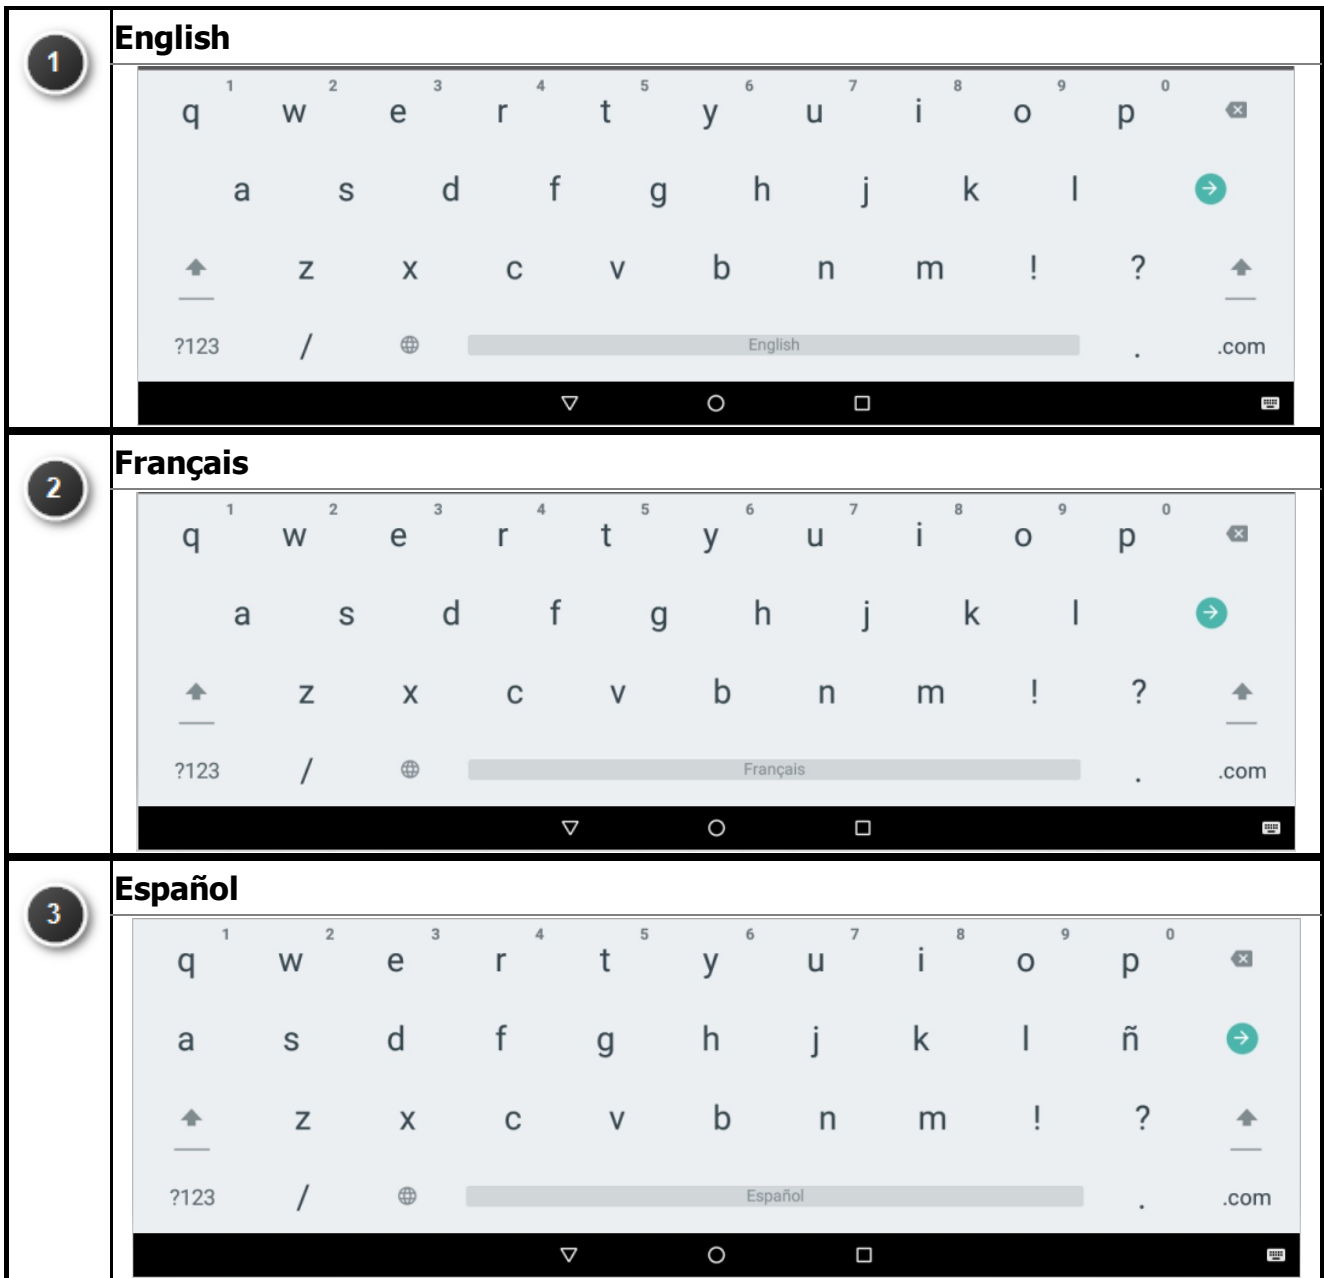 1 English
1 2 3 4 5 6 7 8 9 0
q w e r t y u i o p
a s d f g h j k l
z x c v b n m ! ?
?123 / English . .com
2 Français
1 2 3 4 5 6 7 8 9 0
q w e r t y u i o p
a s d f g h j k l
z x c v b n m ! ?
?123 / Français . .com
3 Español
1 2 3 4 5 6 7 8 9 0
q w e r t y u i o p
a s d f g h j k l ñ
z x c v b n m ! ?
?123 / Español . .com